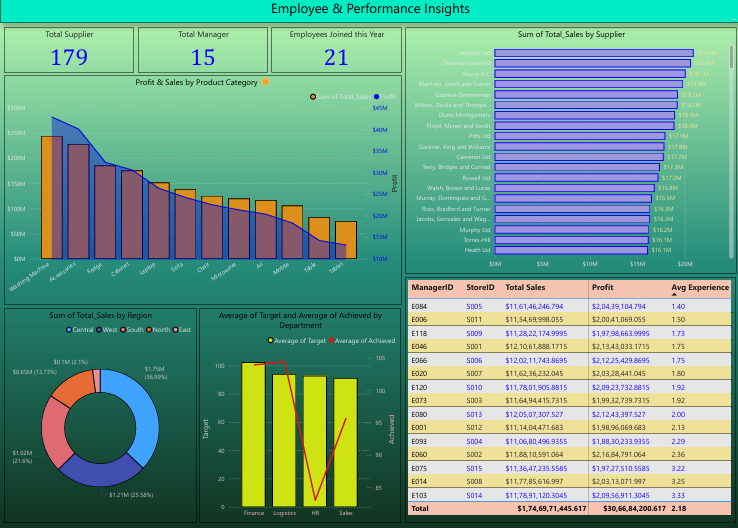 Employee & Performance Insights
Total Supplier
179
Total Manager
15
Employees Joined this Year
21
Profit & Sales by Product Category
Sum of Total_Sales Profit
$300M
$250M
$200M
$150M
$100M
$50M
$0M
$45M
$40M
$35M
$30M
$25M
$20M
$15M
$10M
Profit
Washing Machine
Accessories
Fridge
Cabinet
Laptop
Sofa
Chair
Microwave
AC
Mobile
Table
Tablet
Sum of Total_Sales by Supplier
Johnson Ltd
Chapman-Sanchez
Young PLC $20.1M
Martinez, Smith and Turner
Cabrera-Zimmerman $19.2M
Wilson, Davila and Thomps... $19.2M
Dunn-Montgomery $18.9M
Floyd, Mcneil and Smith $18.9M
Pitts Ltd $17.9M
Gardner, King and Williams $17.8M
Cameron Ltd $17.7M
Terry, Bridges and Conrad $17.3M
Russell Ltd $17.2M
Walsh, Brown and Lucas $16.8M
Murray, Dominguez and G... $16.5M
Ross, Bradford and Turner $16.3M
Jacobs, Gonzalez and Wag... $16.3M
Murphy Ltd $16.2M
Torres-Hill $16.1M
Heath Ltd $16.1M
$0M $5M $10M $15M $20M
Sum of Total_Sales by Region
Central West South North East
$0.1M (2.1%)
$0.65M (13.73%)
$1.75M
(36.99%)
$1.02M
(21.6%)
$1.21M (25.58%)
Average of Target and Average of Achieved by
Department
Average of Target Average of Achieved
100
80
60
40
20
0
105
100
95
90
85
Target
Achieved
Finance Logistics HR Sales
ManagerID StoreID Total Sales Profit Avg Experience
E084 S005 $11,61,46,246.794 $2,04,39,104.794 1.40
E006 S011 $11,54,69,998.055 $2,00,41,069.055 1.50
E118 S009 $11,28,22,174.9995 $1,97,98,663.9995 1.73
E046 S001 $12,10,61,888.1715 $2,13,43,033.1715 1.75
E066 S006 $12,02,11,743.8695 $2,12,25,429.8695 1.75
E020 S007 $11,62,36,232.045 $2,03,28,441.045 1.80
E120 S010 $11,78,01,905.8815 $2,09,23,732.8815 1.92
E073 S003 $11,64,94,415.7315 $1,99,32,739.7315 1.92
E080 S013 $12,05,07,307.527 $2,12,43,397.527 2.00
E001 S002 $11,14,04,471.683 $1,98,96,069.683 2.13
E093 S004 $11,06,80,496.9355 $1,88,30,233.9355 2.29
E060 S002 $11,88,10,591.064 $2,16,84,791.064 2.36
E075 S015 $11,36,47,235.5585 $1,97,27,510.5585 3.22
E014 S008 $11,77,85,616.997 $2,03,13,071.997 3.25
E103 S014 $11,78,91,120.3045 $2,09,56,911.3045 3.33
Total $1,74,69,71,445.617 $30,66,84,200.617 2.18